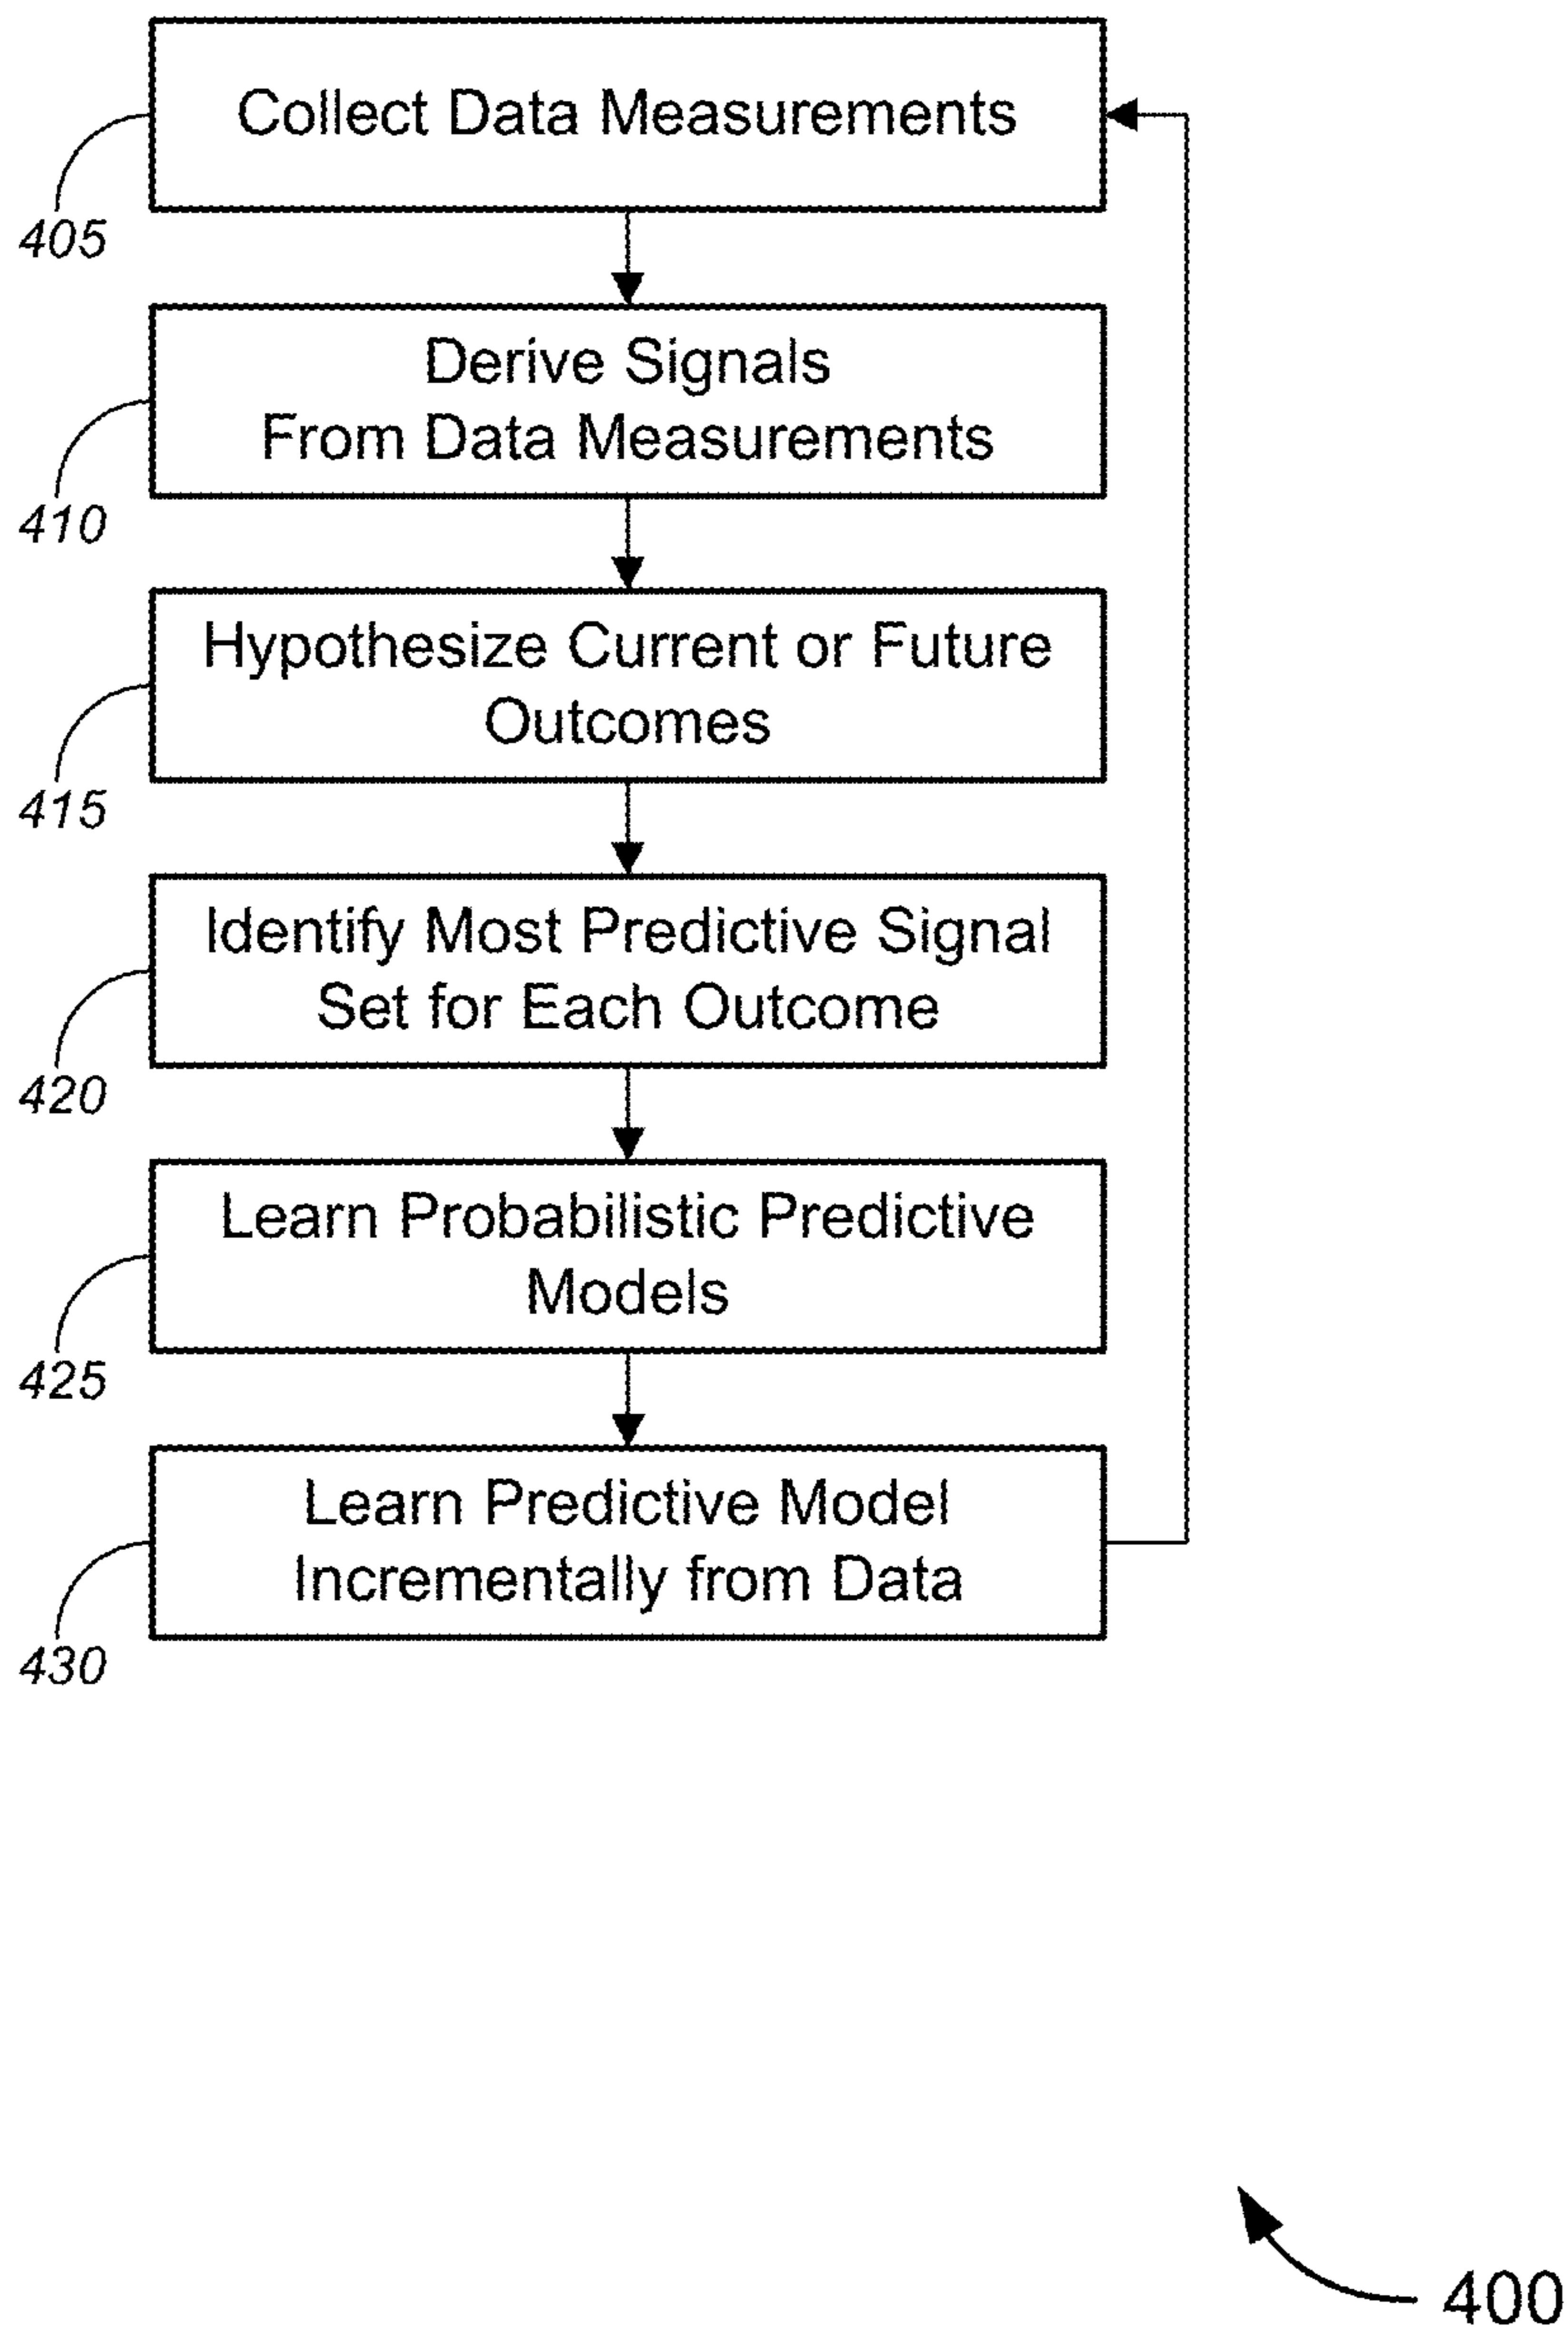 Collect Data Measurements
405
Derive Signals
From Data Measurements
410
Hypothesize Current or Future
Outcomes
415
Identify Most Predictive Signal
Set for Each Outcome
420
Learn Probabilistic Predictive
Models
425
Learn Predictive Model
Incrementally from Data
430
400